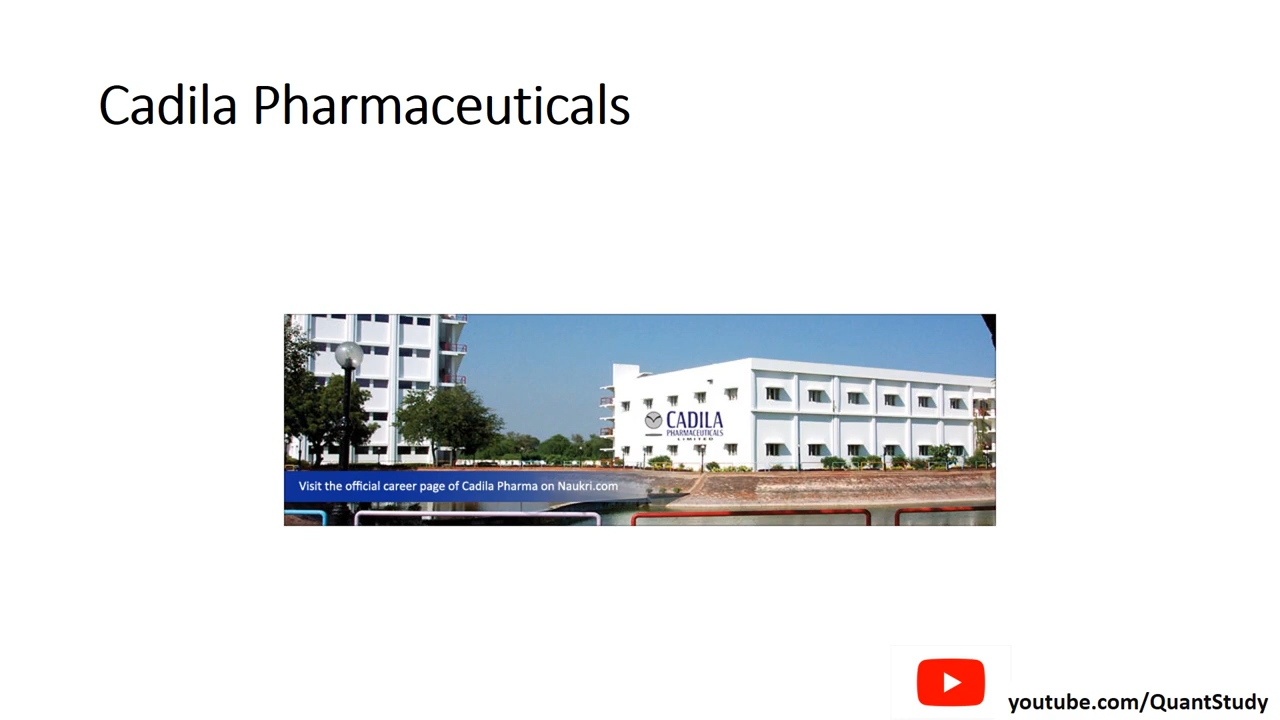 Cadila Pharmaceuticals
CADILA
PHARMACEUTICALS
LIMITED
Visit the official career page of Cadila Pharma on Naukri.com
youtube.com/QuantStudy